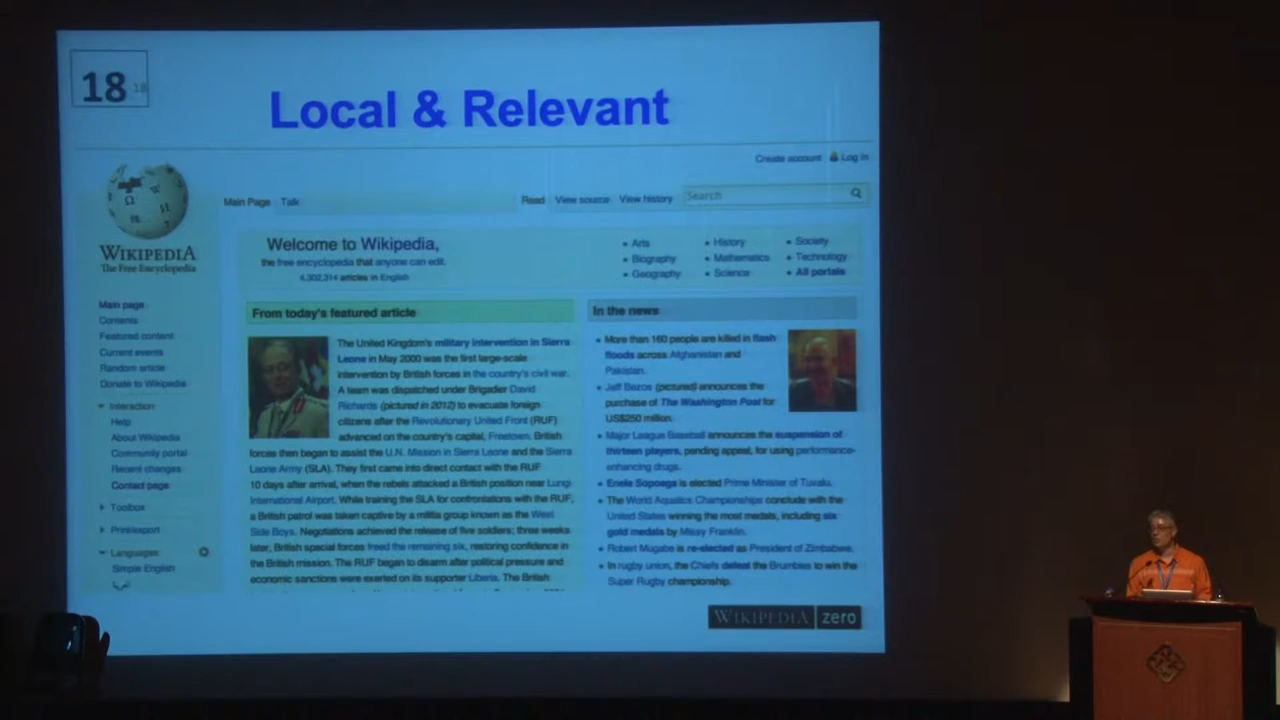 18 18
Local & Relevant
Create account Log in
Main Page Talk Read View source View history Search
WIKIPEDIA
The Free Encyclopedia
Main page
Contents
Featured content
Current events
Random article
Donate to Wikipedia
Interaction
Help
About Wikipedia
Community portal
Recent changes
Contact page
Toolbox
Print/export
Languages
Simple English
العربية
Welcome to Wikipedia,
the free encyclopedia that anyone can edit.
4,302,314 articles in English
• Arts • History • Society
• Biography • Mathematics • Technology
• Geography • Science • All portals
From today's featured article
The United Kingdom's military intervention in Sierra
Leone in May 2000 was the first large-scale
intervention by British forces in the country's civil war.
A team was dispatched under Brigadier David
Richards (pictured in 2012) to evacuate foreign
citizens after the Revolutionary United Front (RUF)
advanced on the country's capital, Freetown. British
forces then began to assist the U.N. Mission in Sierra Leone and the Sierra
Leone Army (SLA). They first came into direct contact with the RUF
10 days after arrival, when the rebels attacked a British position near Lungi
International Airport. While training the SLA for confrontations with the RUF,
a British patrol was taken captive by a militia group known as the West
Side Boys. Negotiations achieved the release of five soldiers; three weeks
later, British special forces freed the remaining six, restoring confidence in
the British mission. The RUF began to disarm after political pressure and
economic sanctions were exerted on its supporter Liberia. The British
In the news
• More than 160 people are killed in flash
floods across Afghanistan and
Pakistan.
• Jeff Bezos (pictured) announces the
purchase of The Washington Post for
US$250 million.
• Major League Baseball announces the suspension of
thirteen players, pending appeal, for using performance-
enhancing drugs.
• Enele Sopoaga is elected Prime Minister of Tuvalu.
• The World Aquatics Championships conclude with the
United States winning the most medals, including six
gold medals by Missy Franklin.
• Robert Mugabe is re-elected as President of Zimbabwe.
• In rugby union, the Chiefs defeat the Brumbies to win the
Super Rugby championship.
WIKIPEDIA zero